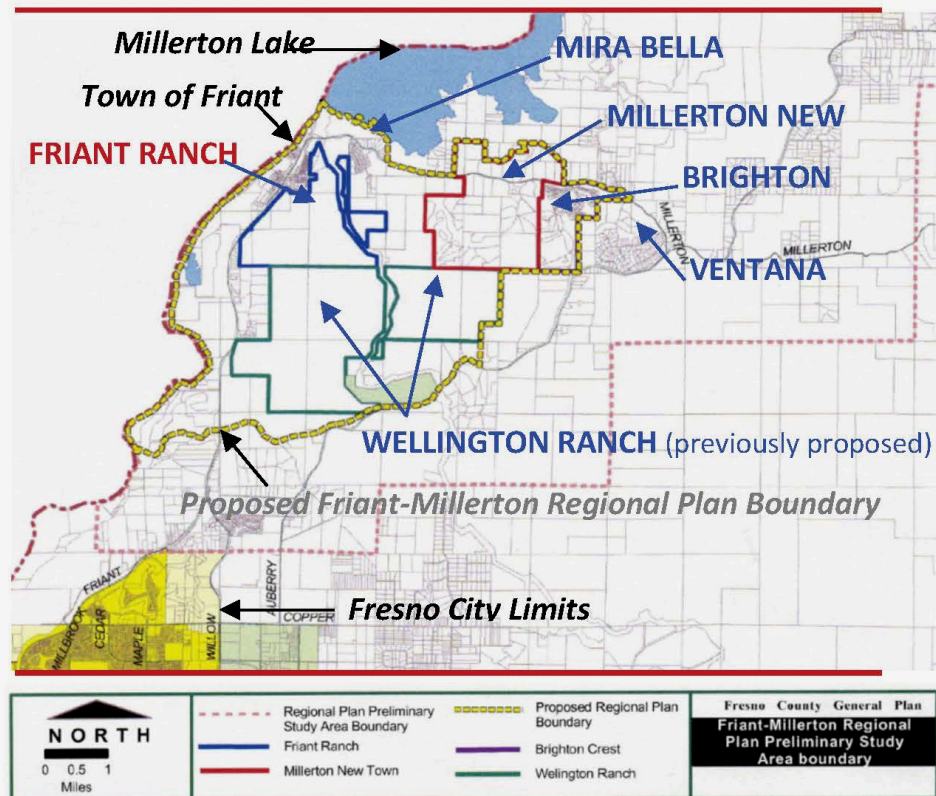 Millerton Lake
MIRA BELLA
Town of Friant
MILLERTON NEW
FRIANT RANCH
BRIGHTON
MILLERTON
MILLERTON
VENTANA
WELLINGTON RANCH (previously proposed)
Proposed Friant-Millerton Regional Plan Boundary
FRIANT
MILLBROOK
CEDAR
MAPLE
WILLOW
AUBERRY
COPPER
Fresno City Limits
NORTH
0 0.5 1
Miles
Regional Plan Preliminary
Study Area Boundary
Friant Ranch
Millerton New Town
Proposed Regional Plan
Boundary
Brighton Crest
Welington Ranch
Fresno County General Plan
Friant-Millerton Regional
Plan Preliminary Study
Area boundary